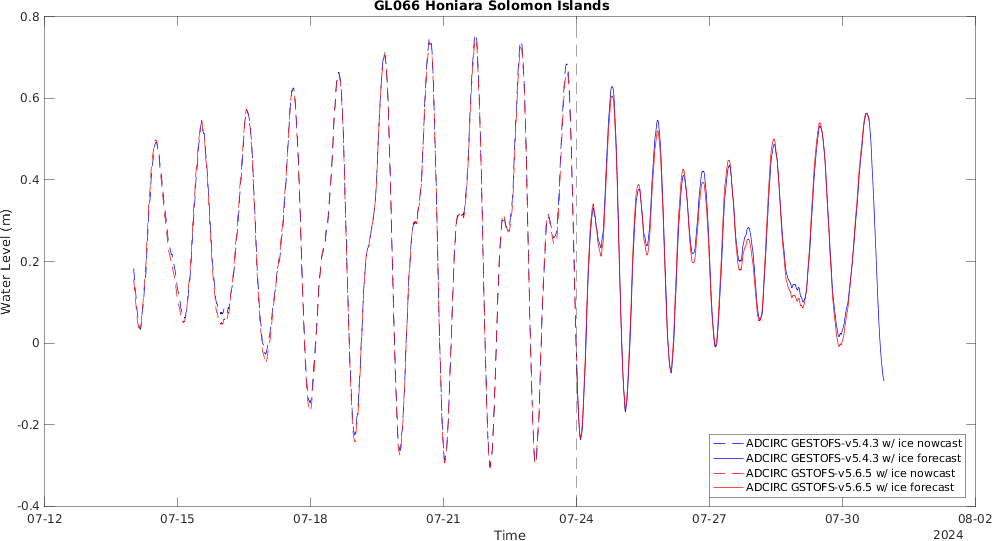 GL066 Honiara Solomon Islands
0.8
0.6
0.4
0.2
0
-0.2
-0.4
Water Level (m)
07-12
07-15
07-18
07-21
07-24
07-27
07-30
08-02
Time
2024
ADCIRC GESTOFS-v5.4.3 w/ ice nowcast
ADCIRC GESTOFS-v5.4.3 w/ ice forecast
ADCIRC GSTOFS-v5.6.5 w/ ice nowcast
ADCIRC GSTOFS-v5.6.5 w/ ice forecast